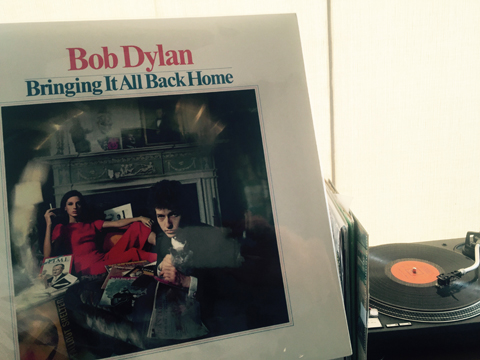 Bob Dylan
Bringing It All Back Home